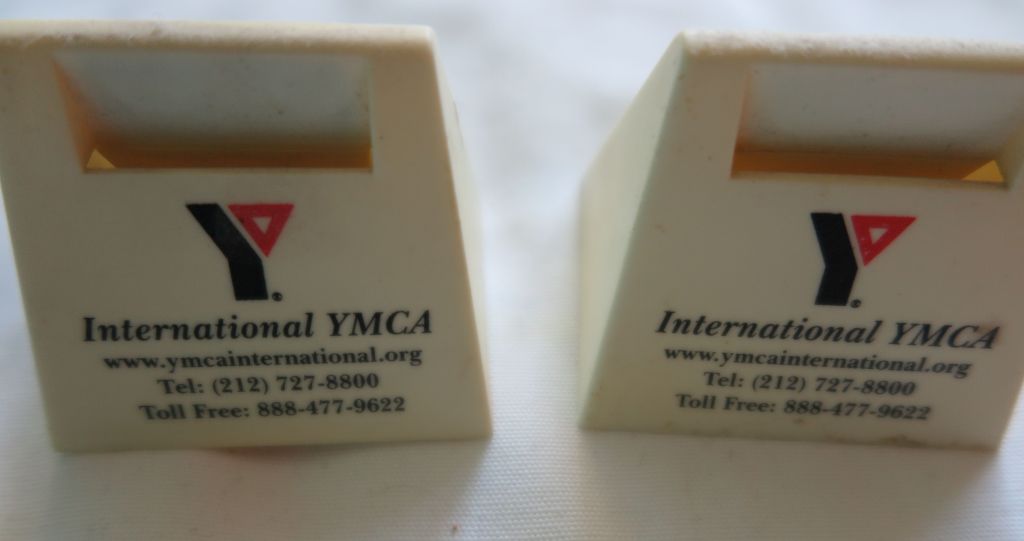 International YMCA
www.ymcainternational.org
Tel: (212) 727-8800
Toll Free: 888-477-9622
International YMCA
www.ymcainternational.org
Tel: (212) 727-8800
Toll Free: 888-477-9622